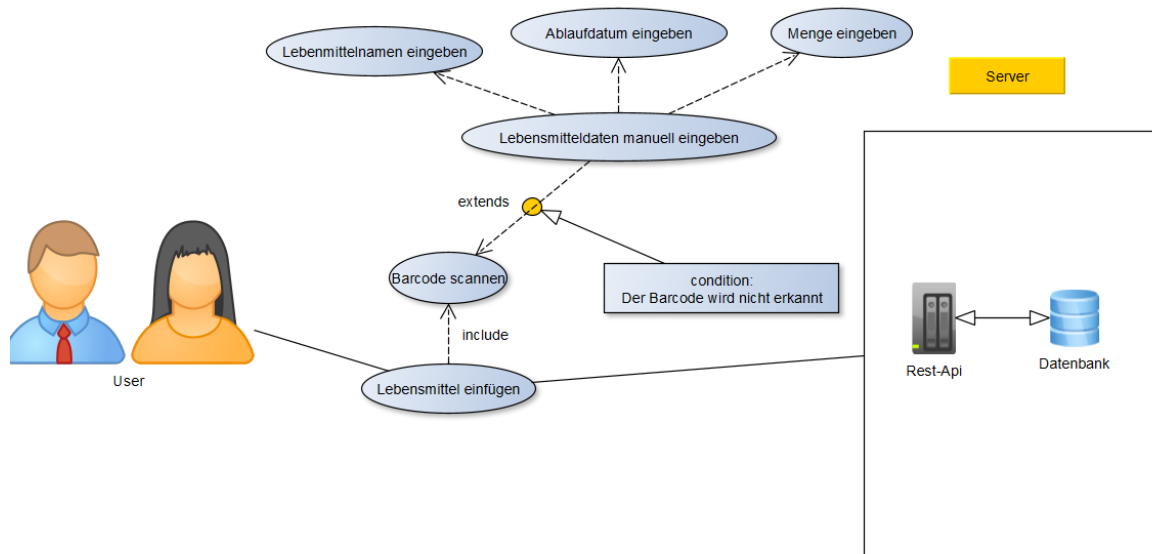 Lebenmittelnamen eingeben
Ablaufdatum eingeben
Menge eingeben
Server
Lebensmitteldaten manuell eingeben
extends
Barcode scannen
condition:
Der Barcode wird nicht erkannt
include
User
Lebensmittel einfügen
Rest-Api
Datenbank